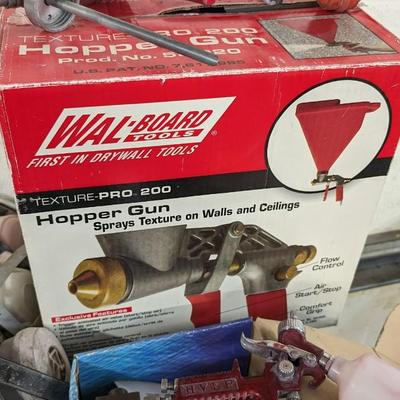 TEXTURE-PRO 200
Hopper Gun
Prod. No.
U.S. PAT. NO.
WAL-BOARD
TOOLS
FIRST IN DRYWALL TOOLS
TEXTURE-PRO 200
Hopper Gun
Sprays Texture on Walls and Ceilings
Flow
Control
Air
Start/Stop
Comfort
Grip
Exclusive Features
HVLP